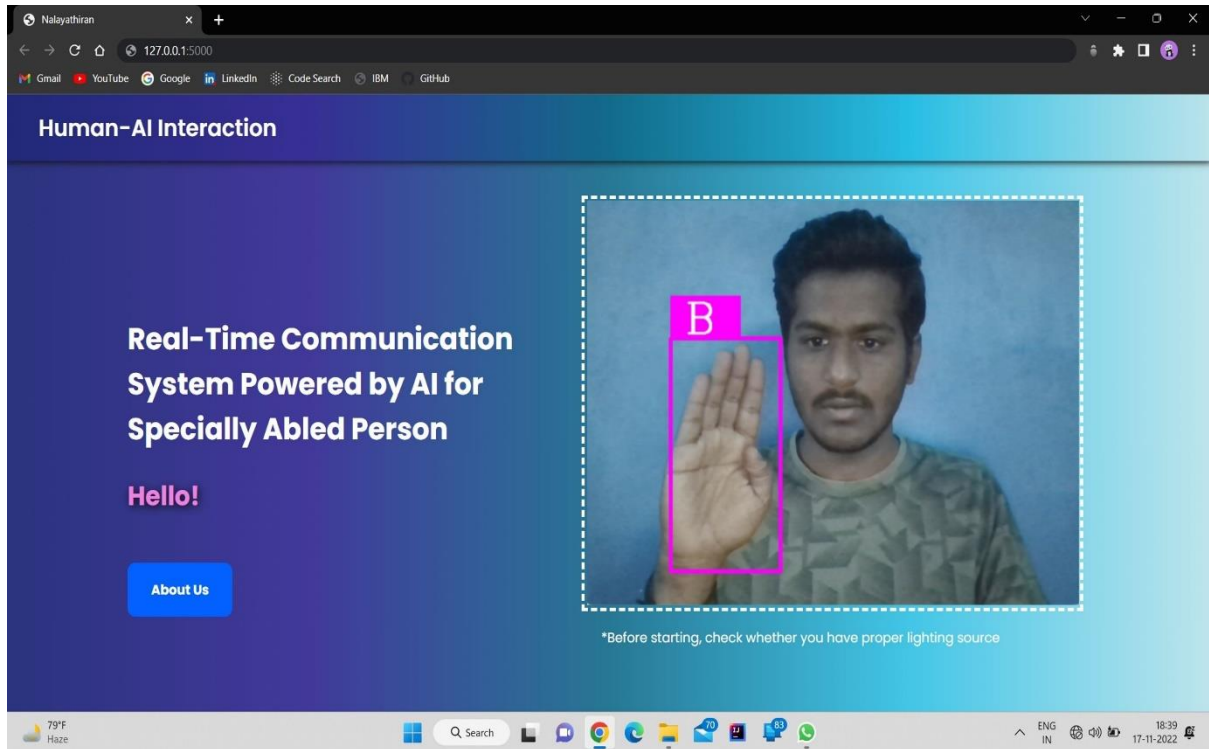 Nalayathiran
127.0.0.1:5000
Gmail YouTube Google LinkedIn Code Search IBM GitHub
Human-AI Interaction
Real-Time Communication
System Powered by AI for
Specially Abled Person
Hello!
About Us
B
*Before starting, check whether you have proper lighting source
79°F
Haze
Search
70
83
ENG
IN
18:39
17-11-2022